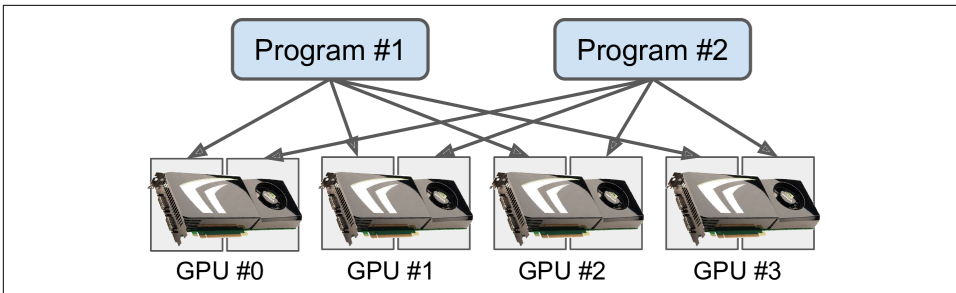 Program #1
Program #2
GPU #0
GPU #1
GPU #2
GPU #3